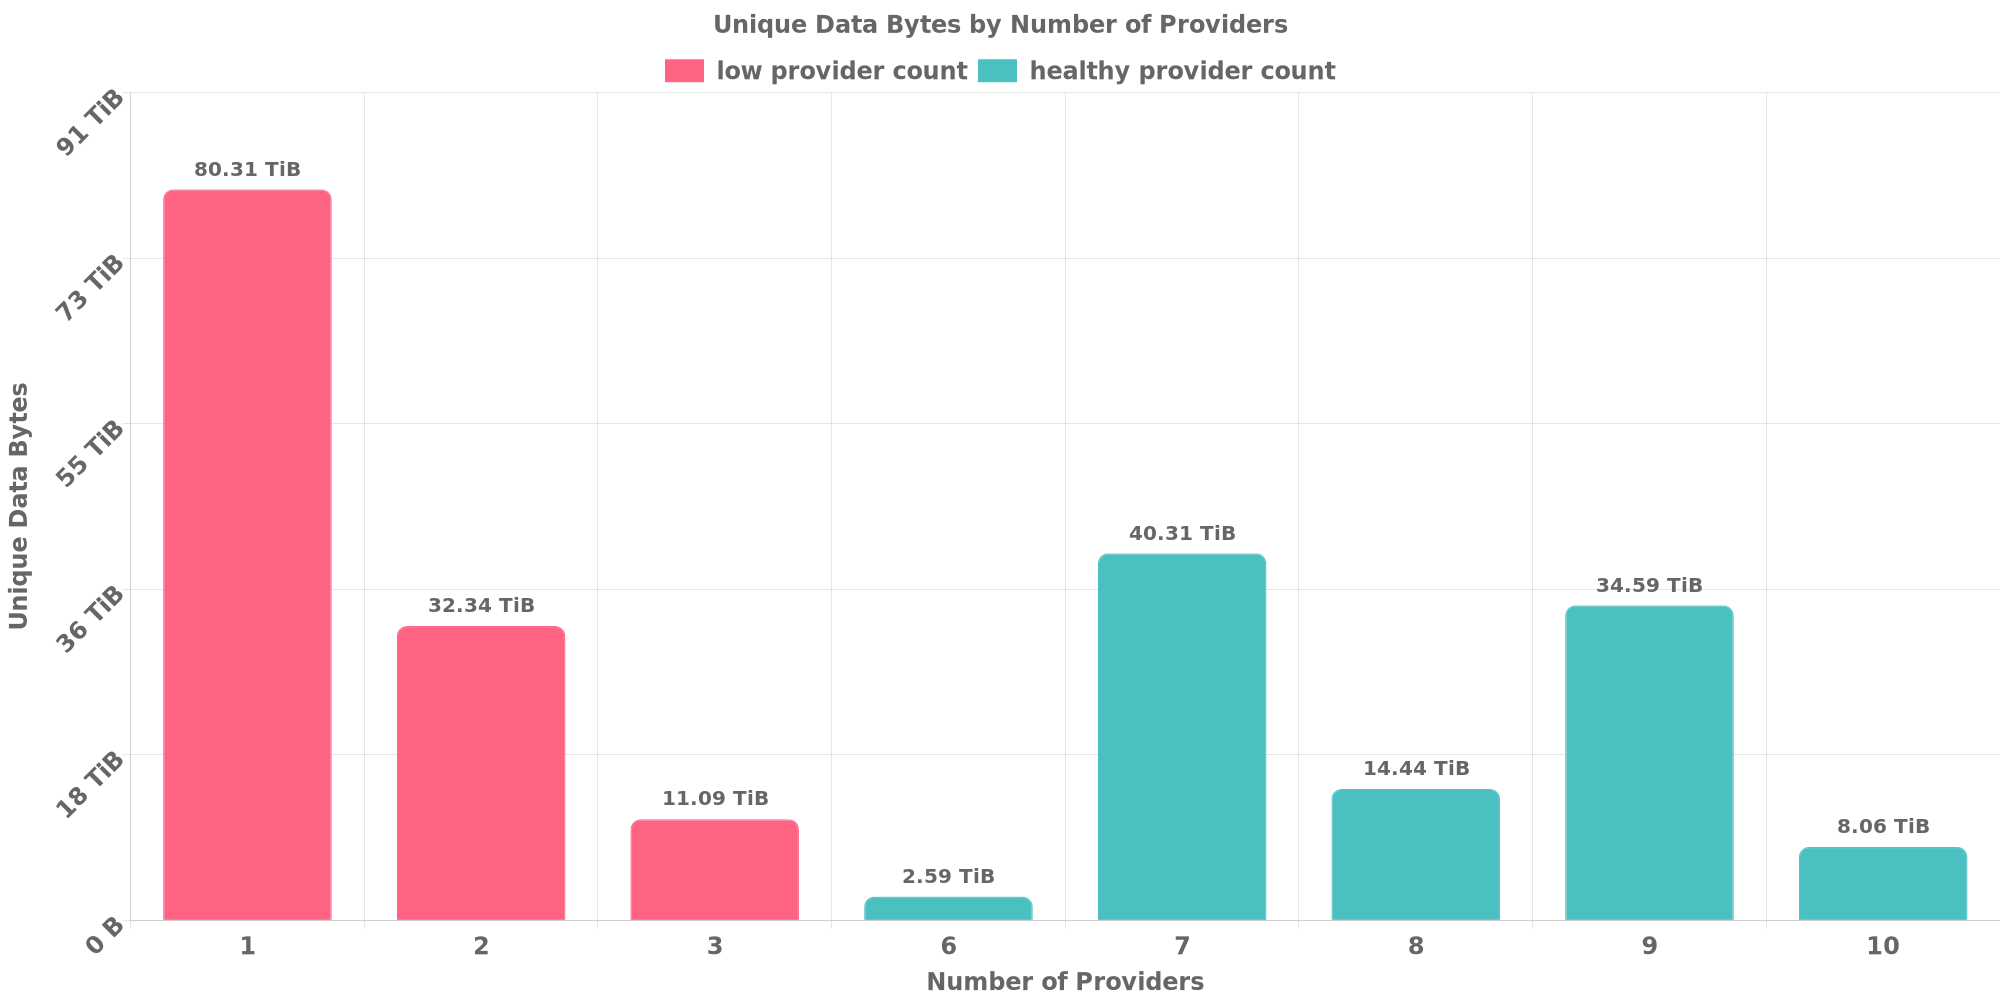 Unique Data Bytes by Number of Providers
low provider count healthy provider count
91 TiB
73 TiB
55 TiB
36 TiB
18 TiB
0 B
Unique Data Bytes
80.31 TiB
32.34 TiB
11.09 TiB
2.59 TiB
40.31 TiB
14.44 TiB
34.59 TiB
8.06 TiB
1 2 3 6 7 8 9 10
Number of Providers